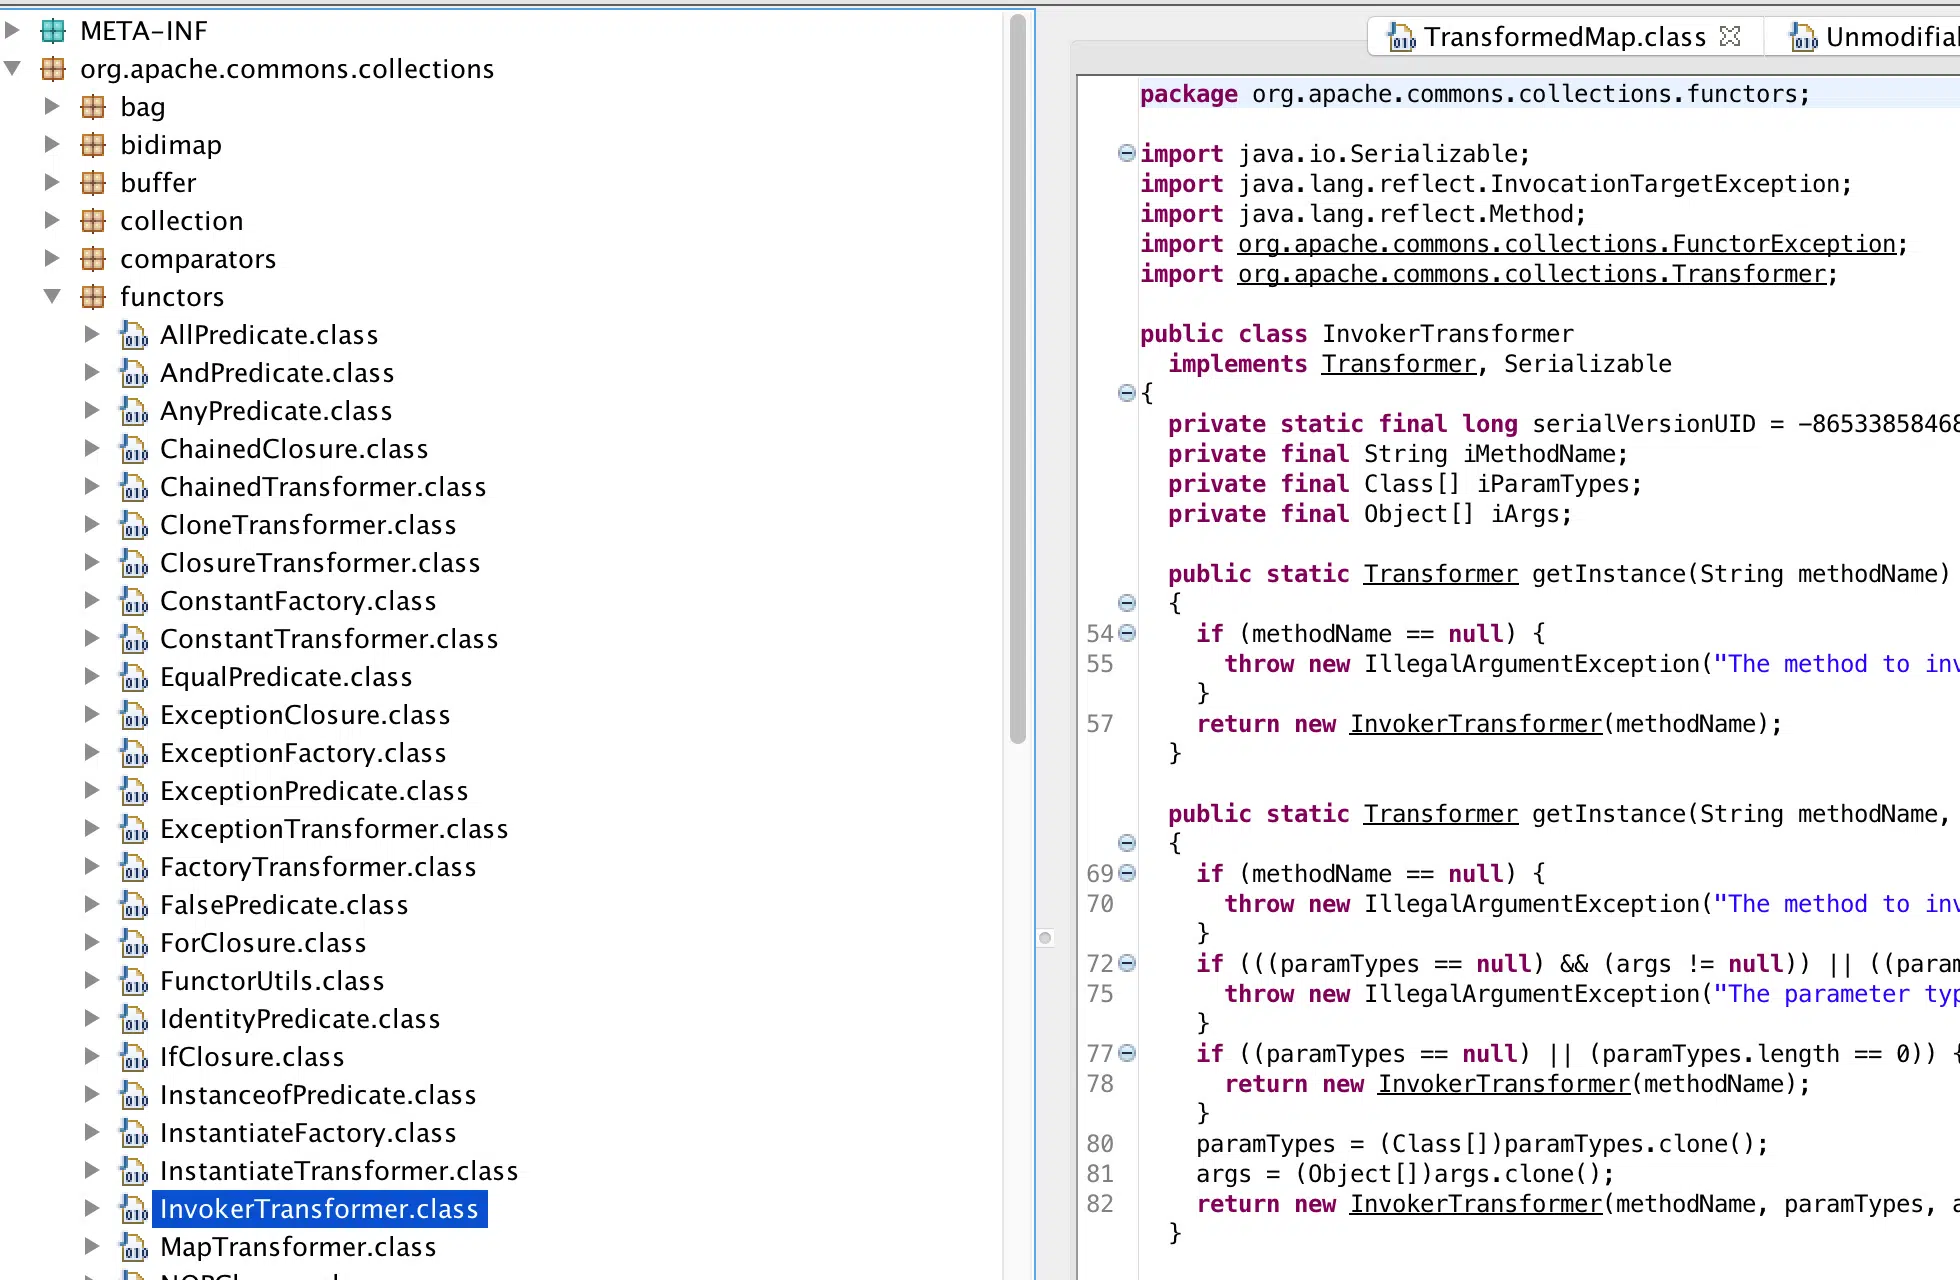 META-INF
org.apache.commons.collections
bag
bidimap
buffer
collection
comparators
functors
AllPredicate.class
AndPredicate.class
AnyPredicate.class
ChainedClosure.class
ChainedTransformer.class
CloneTransformer.class
ClosureTransformer.class
ConstantFactory.class
ConstantTransformer.class
EqualPredicate.class
ExceptionClosure.class
ExceptionFactory.class
ExceptionPredicate.class
ExceptionTransformer.class
FactoryTransformer.class
FalsePredicate.class
ForClosure.class
FunctorUtils.class
IdentityPredicate.class
IfClosure.class
InstanceofPredicate.class
InstantiateFactory.class
InstantiateTransformer.class
InvokerTransformer.class
MapTransformer.class
TransformedMap.class
package org.apache.commons.collections.functors;
import java.io.Serializable;
import java.lang.reflect.InvocationTargetException;
import java.lang.reflect.Method;
import org.apache.commons.collections.FunctorException;
import org.apache.commons.collections.Transformer;
public class InvokerTransformer
implements Transformer, Serializable
{
private static final long serialVersionUID = -86533858468
private final String iMethodName;
private final Class[] iParamTypes;
private final Object[] iArgs;
public static Transformer getInstance(String methodName)
{
54 if (methodName == null) {
55 throw new IllegalArgumentException("The method to inv
}
57 return new InvokerTransformer(methodName);
}
public static Transformer getInstance(String methodName,
{
69 if (methodName == null) {
70 throw new IllegalArgumentException("The method to inv
}
72 if (((paramTypes == null) && (args != null)) || ((param
75 throw new IllegalArgumentException("The parameter typ
}
77 if ((paramTypes == null) || (paramTypes.length == 0)) {
78 return new InvokerTransformer(methodName);
}
80 paramTypes = (Class[])paramTypes.clone();
81 args = (Object[])args.clone();
82 return new InvokerTransformer(methodName, paramTypes, a
}